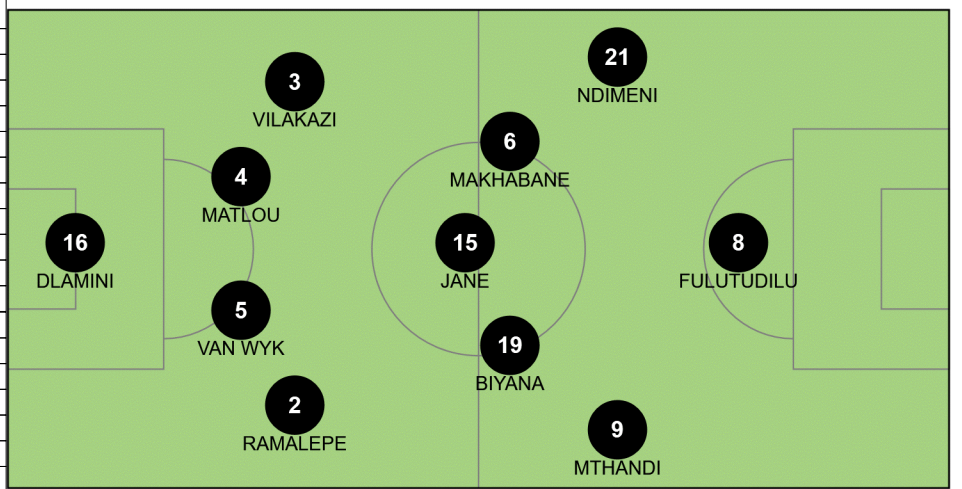 21
NDIMENI
3
VILAKAZI
6
MAKHABANE
4
MATLOU
16
DLAMINI
15
JANE
8
FULUTUDILU
5
VAN WYK
19
BIYANA
2
RAMALEPE
9
MTHANDI